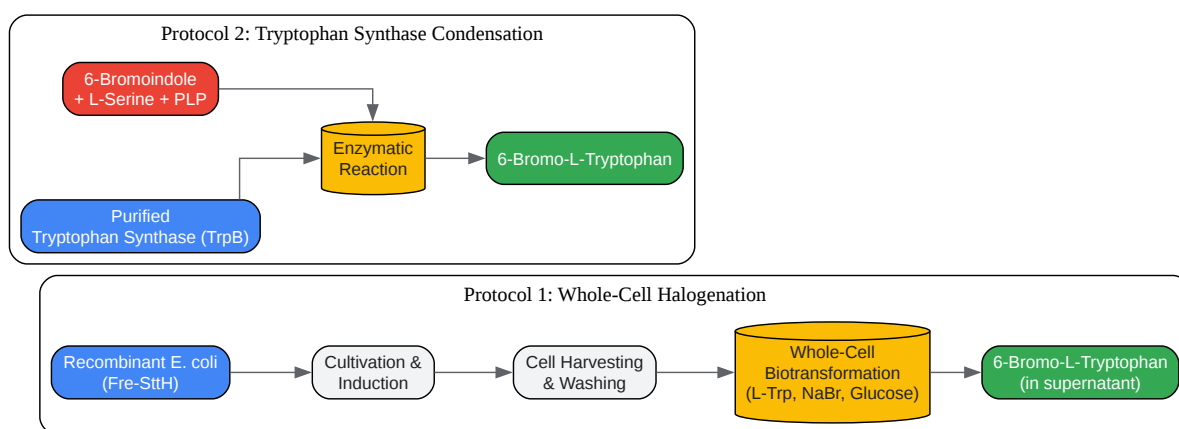 Protocol 2: Tryptophan Synthase Condensation
6-Bromoindole
+ L-Serine + PLP
Enzymatic
Reaction
6-Bromo-L-Tryptophan
Purified
Tryptophan Synthase (TrpB)
Protocol 1: Whole-Cell Halogenation
Recombinant E. coli
(Fre-SttH)
Cultivation &
Induction
Cell Harvesting
& Washing
Whole-Cell
Biotransformation
(L-Trp, NaBr, Glucose)
6-Bromo-L-Tryptophan
(in supernatant)